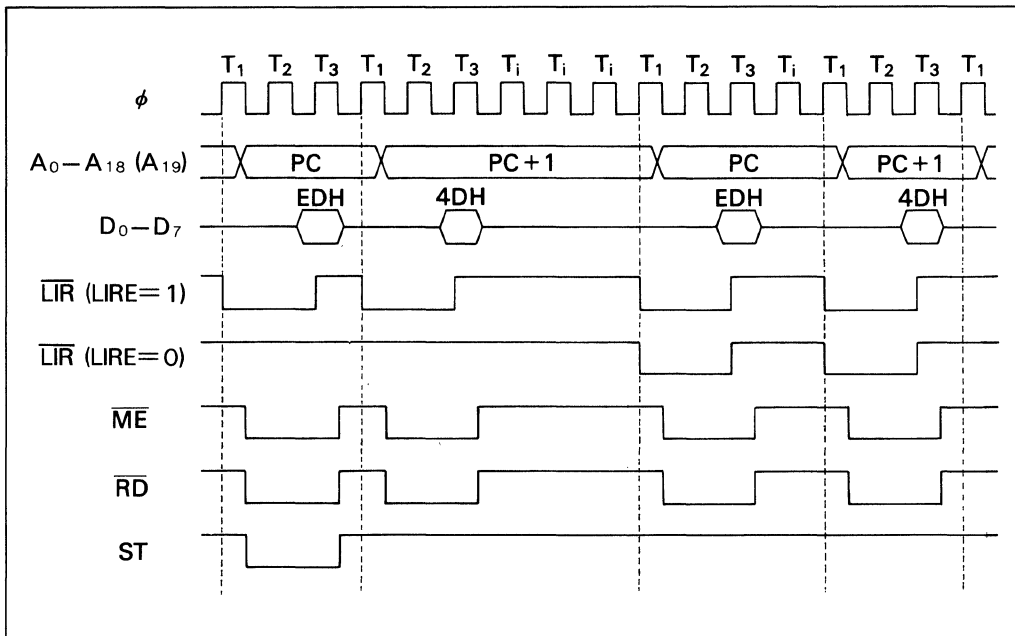 T1 T2 T3 T1 T2 T3 Ti Ti Ti T1 T2 T3 Ti T1 T2 T3 T1
ϕ
A0–A18 (A19) PC PC+1 PC PC+1
EDH 4DH EDH 4DH
D0–D7
LIR (LIRE=1)
LIR (LIRE=0)
ME
RD
ST